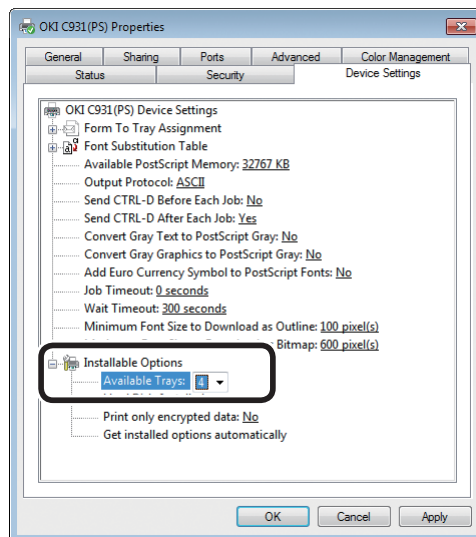 OKI C931(PS) Properties
General Sharing Ports Advanced Color Management
Status Security Device Settings
OKI C931(PS) Device Settings
Form To Tray Assignment
Font Substitution Table
Available PostScript Memory: 32767 KB
Output Protocol: ASCII
Send CTRL-D Before Each Job: No
Send CTRL-D After Each Job: Yes
Convert Gray Text to PostScript Gray: No
Convert Gray Graphics to PostScript Gray: No
Add Euro Currency Symbol to PostScript Fonts: No
Job Timeout: 0 seconds
Wait Timeout: 300 seconds
Minimum Font Size to Download as Outline: 100 pixel(s)
Bitmap: 600 pixel(s)
Installable Options
Available Trays: 4
Print only encrypted data: No
Get installed options automatically
OK Cancel Apply